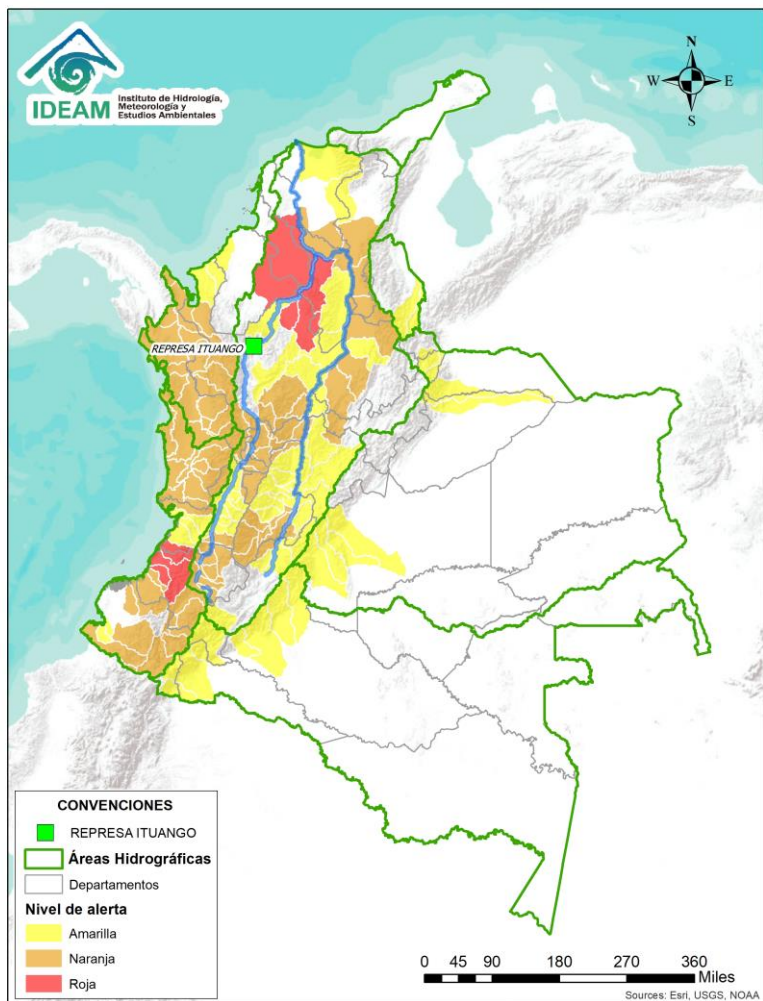 IDEAM
Instituto de Hidrología,
Meteorología y
Estudios Ambientales
N
W
E
S
REPRESA ITUANGO
CONVENCIONES
REPRESA ITUANGO
Áreas Hidrográficas
Departamentos
Nivel de alerta
Amarilla
Naranja
Roja
0 45 90 180 270 360
Miles
Sources: Esri, USGS, NOAA